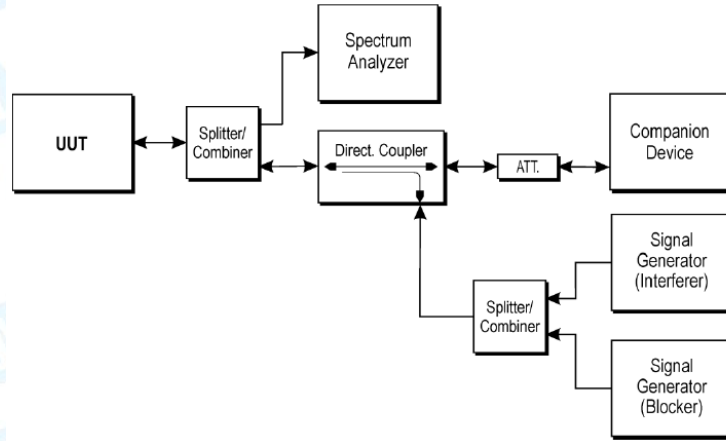 Spectrum
Analyzer
UUT
Splitter/
Combiner
Direct. Coupler
ATT.
Companion
Device
Signal
Generator
(Interferer)
Splitter/
Combiner
Signal
Generator
(Blocker)